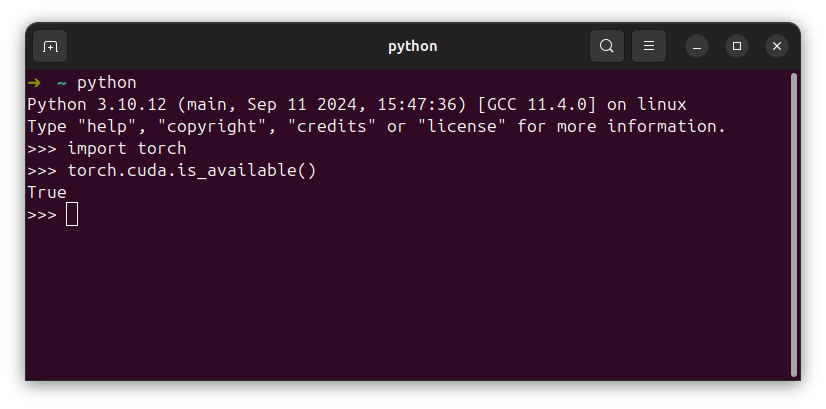 python
➜ ~ python
Python 3.10.12 (main, Sep 11 2024, 15:47:36) [GCC 11.4.0] on linux
Type "help", "copyright", "credits" or "license" for more information.
>>> import torch
>>> torch.cuda.is_available()
True
>>>